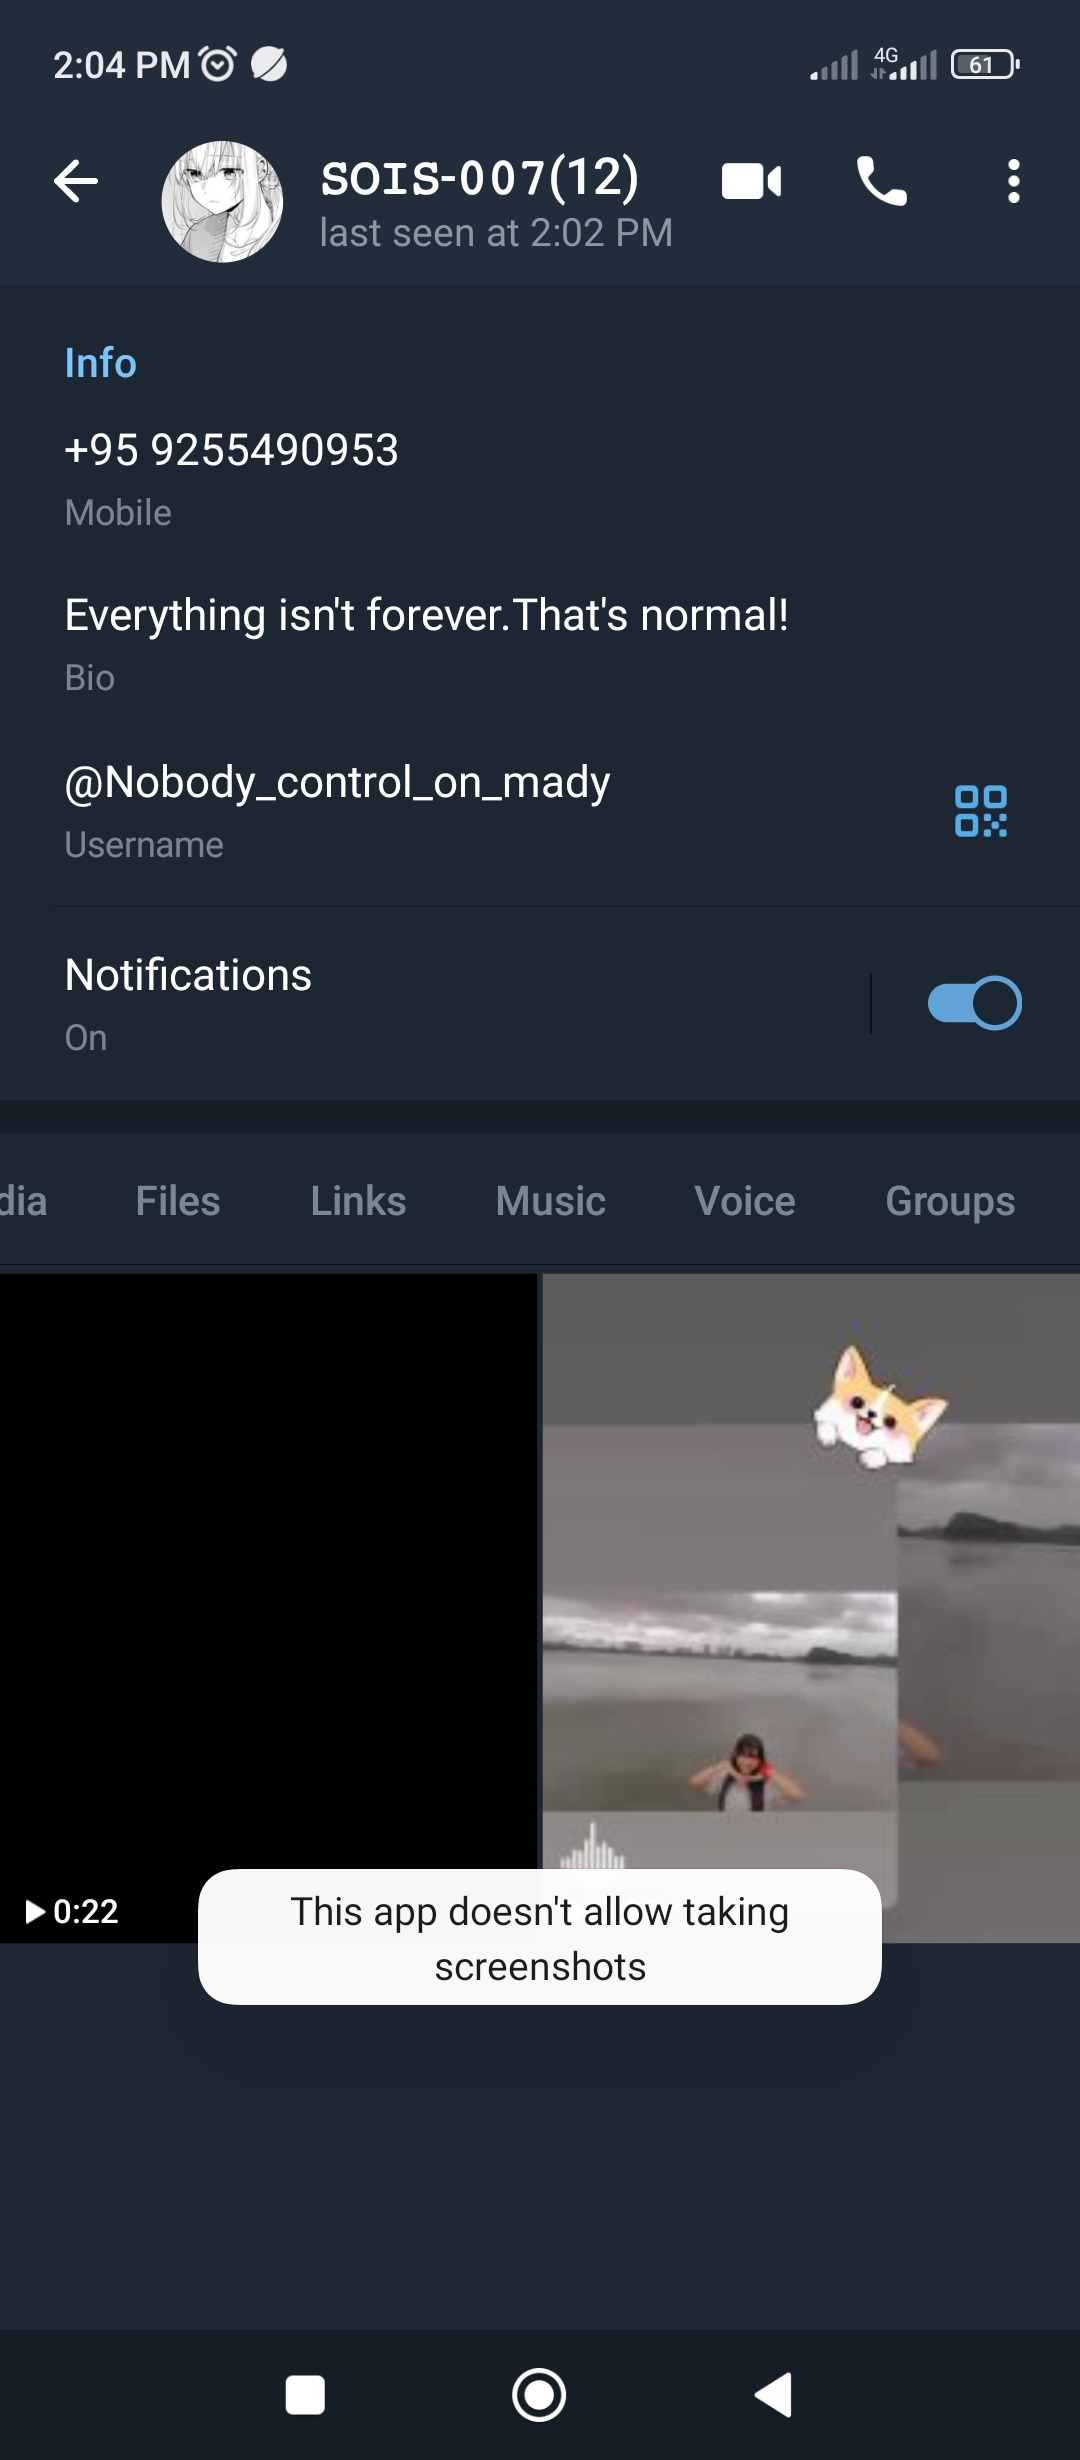 2:04 PM
4G
61
SOIS-007(12)
last seen at 2:02 PM
Info
+95 9255490953
Mobile
Everything isn't forever.That's normal!
Bio
@Nobody_control_on_mady
Username
Notifications
On
dia Files Links Music Voice Groups
0:22
This app doesn't allow taking
screenshots